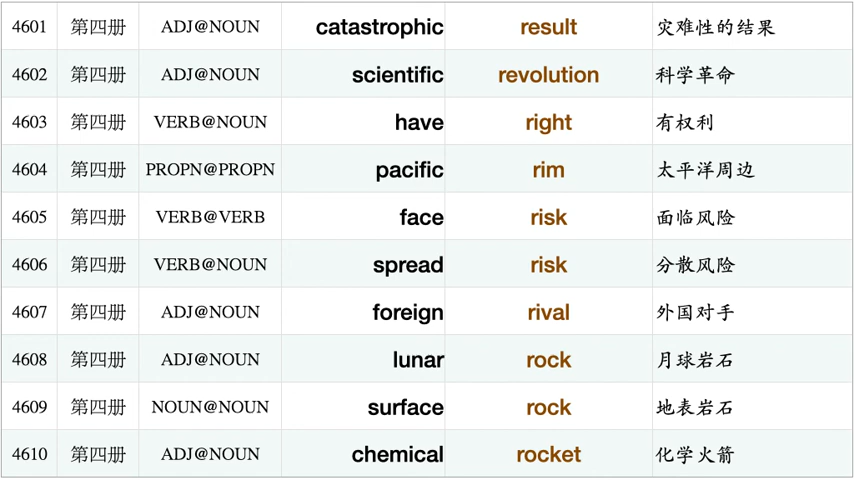 4601 第四册 ADJ@NOUN catastrophic result 灾难性的结果
4602 第四册 ADJ@NOUN scientific revolution 科学革命
4603 第四册 VERB@NOUN have right 有权利
4604 第四册 PROPN@PROPN pacific rim 太平洋周边
4605 第四册 VERB@VERB face risk 面临风险
4606 第四册 VERB@NOUN spread risk 分散风险
4607 第四册 ADJ@NOUN foreign rival 外国对手
4608 第四册 ADJ@NOUN lunar rock 月球岩石
4609 第四册 NOUN@NOUN surface rock 地表岩石
4610 第四册 ADJ@NOUN chemical rocket 化学火箭